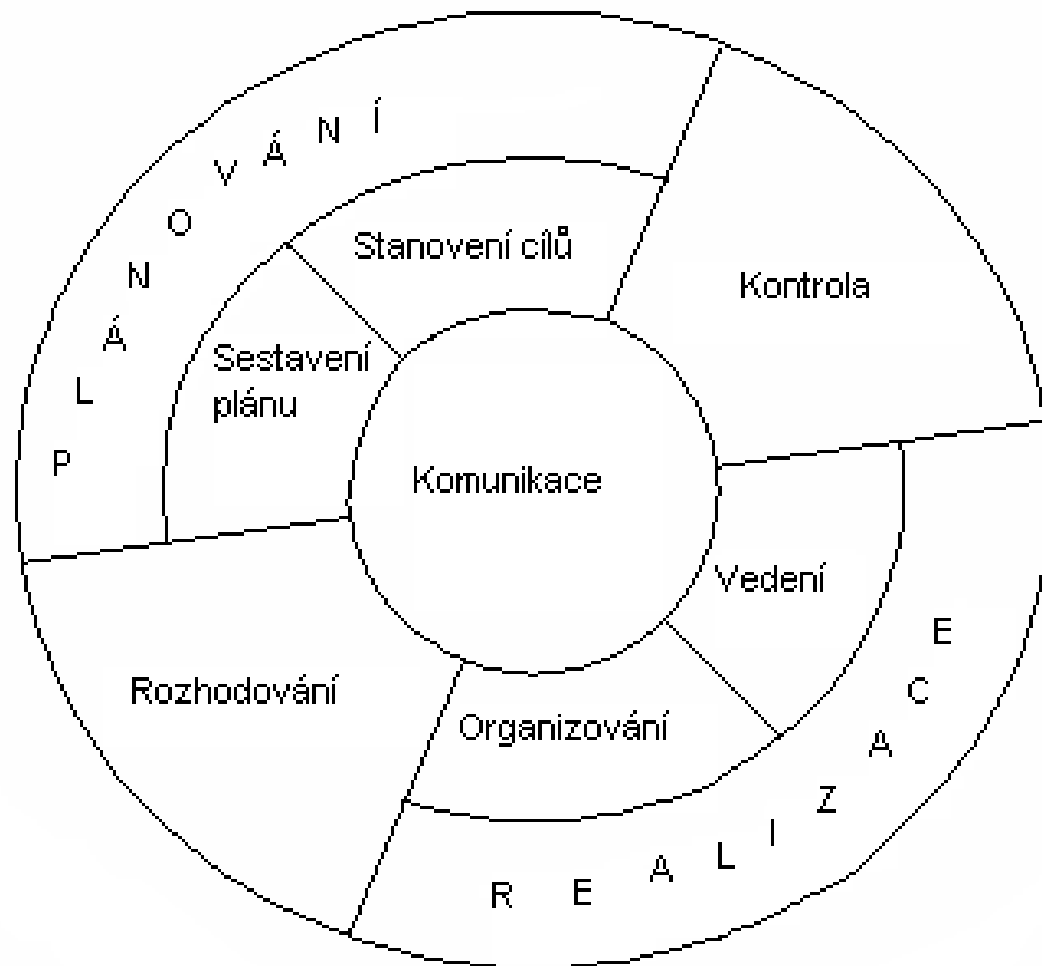 PLÁNOVÁNÍ
Stanovení cílů
Kontrola
Sestavení
plánu
Komunikace
Vedení
Rozhodování
Organizování
REALIZACE